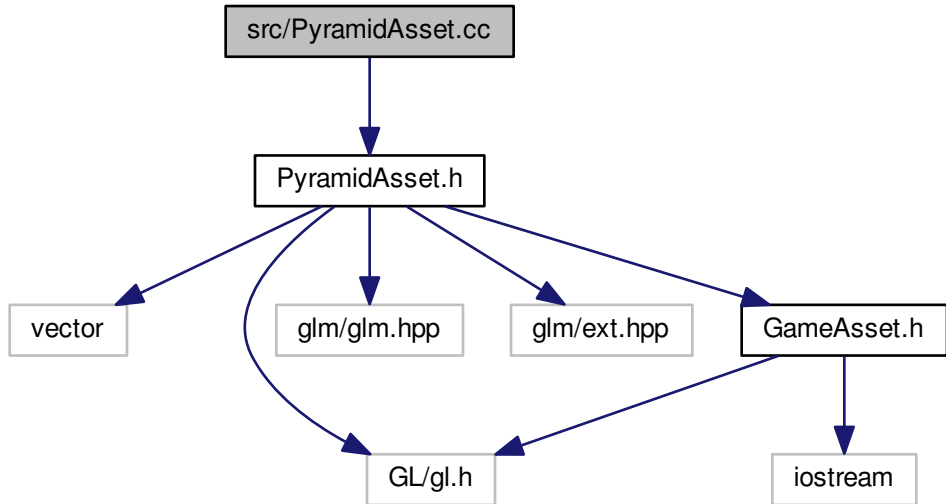 src/PyramidAsset.cc
PyramidAsset.h
vector
glm/glm.hpp
glm/ext.hpp
GameAsset.h
GL/gl.h
iostream